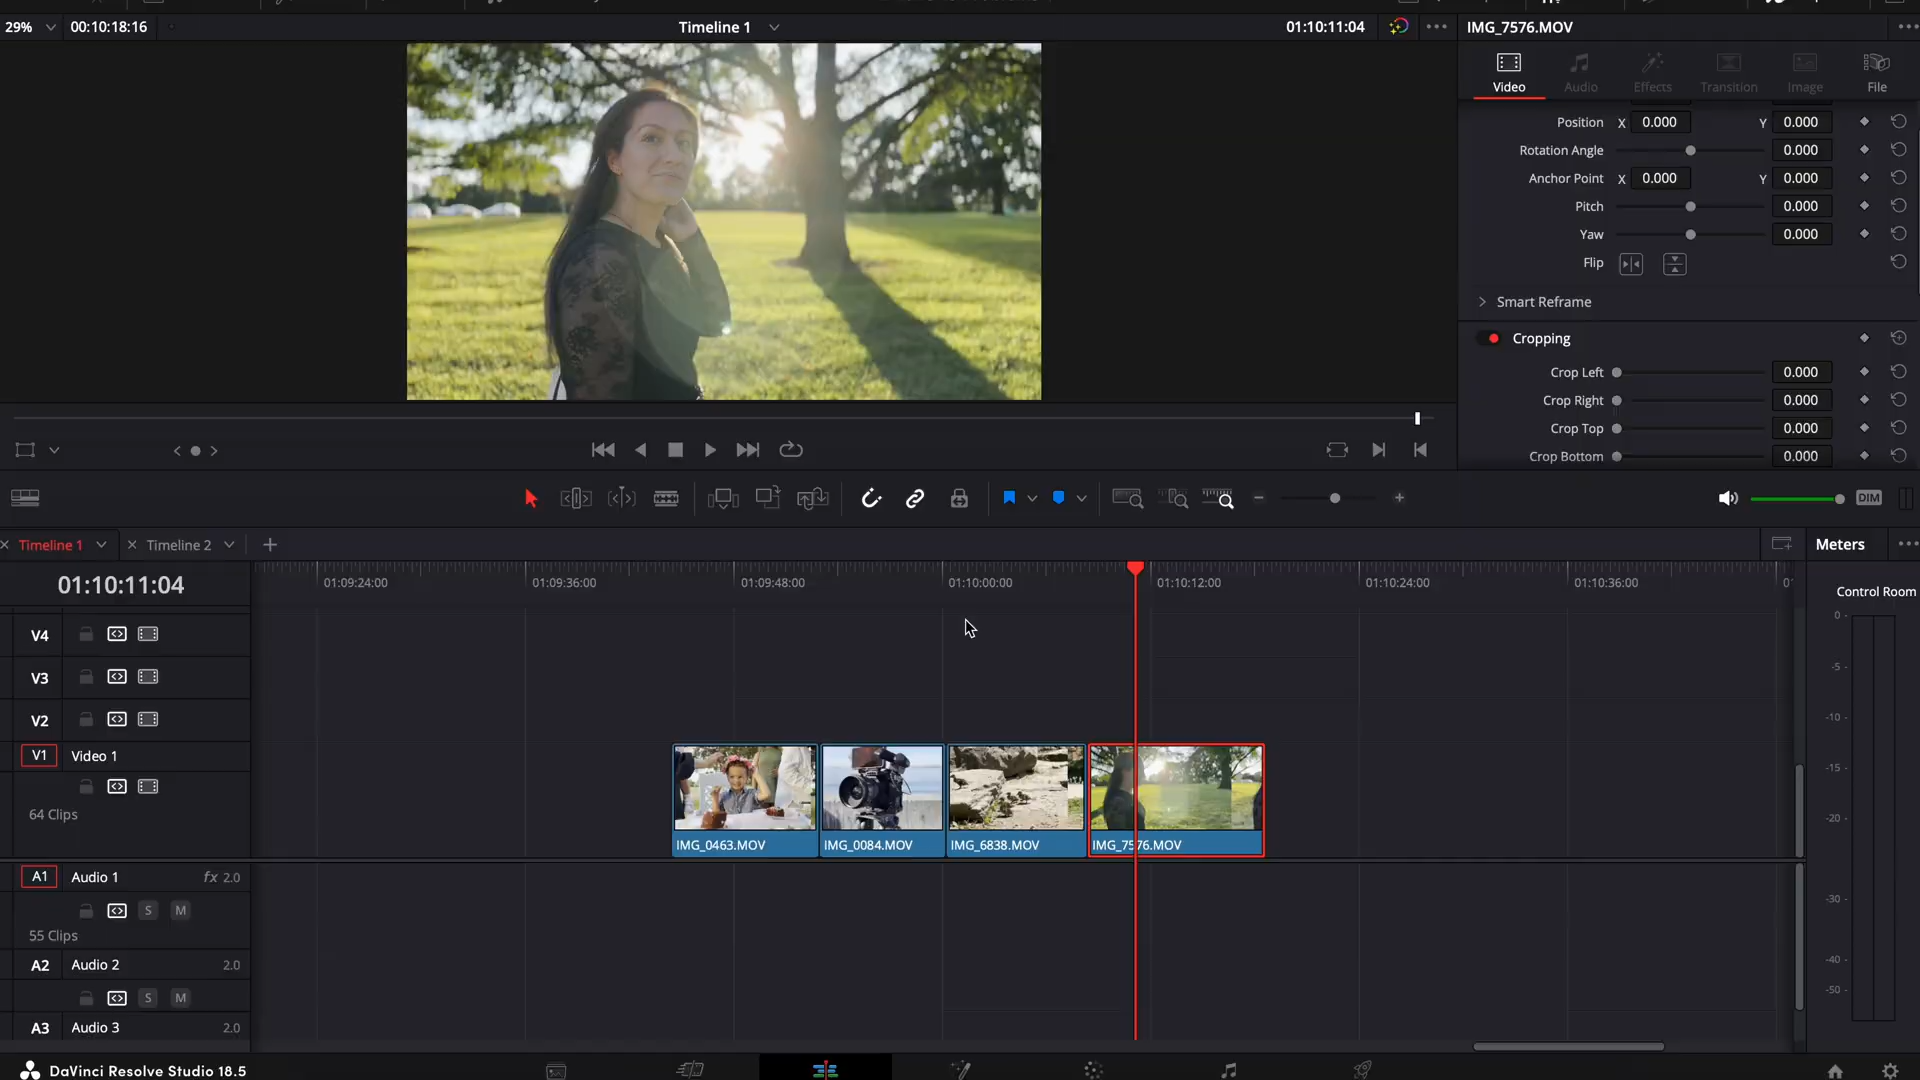 29% 00:10:18:16 Timeline 1 01:10:11:04 IMG_7576.MOV
Video Audio Effects Transition Image File
Position X 0.000 Y 0.000
Rotation Angle 0.000
Anchor Point X 0.000 Y 0.000
Pitch 0.000
Yaw 0.000
Flip
Smart Reframe
Cropping
Crop Left 0.000
Crop Right 0.000
Crop Top 0.000
Crop Bottom 0.000
DIM
Timeline 1 Timeline 2 Meters
01:10:11:04
01:09:24:00 01:09:36:00 01:09:48:00 01:10:00:00 01:10:12:00 01:10:24:00 01:10:36:00
Control Room
0
-5
-10
-15
-20
-30
-40
-50
V4
V3
V2
V1 Video 1
64 Clips
IMG_0463.MOV IMG_0084.MOV IMG_6838.MOV IMG_7576.MOV
A1 Audio 1 fx 2.0
S M
55 Clips
A2 Audio 2 2.0
S M
A3 Audio 3 2.0
DaVinci Resolve Studio 18.5